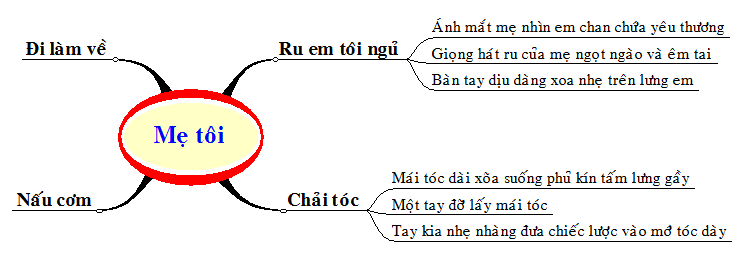 Ánh mắt mẹ nhìn em chan chứa yêu thương
Đi làm về
Ru em tôi ngủ
Giọng hát ru của mẹ ngọt ngào và êm tai
Bàn tay dịu dàng xoa nhẹ trên lưng em
Mẹ tôi
Mái tóc dài xõa suống phủ kín tấm lưng gầy
Nấu cơm
Chải tóc
Một tay đỡ lấy mái tóc
Tay kia nhẹ nhàng đưa chiếc lược vào mớ tóc dày